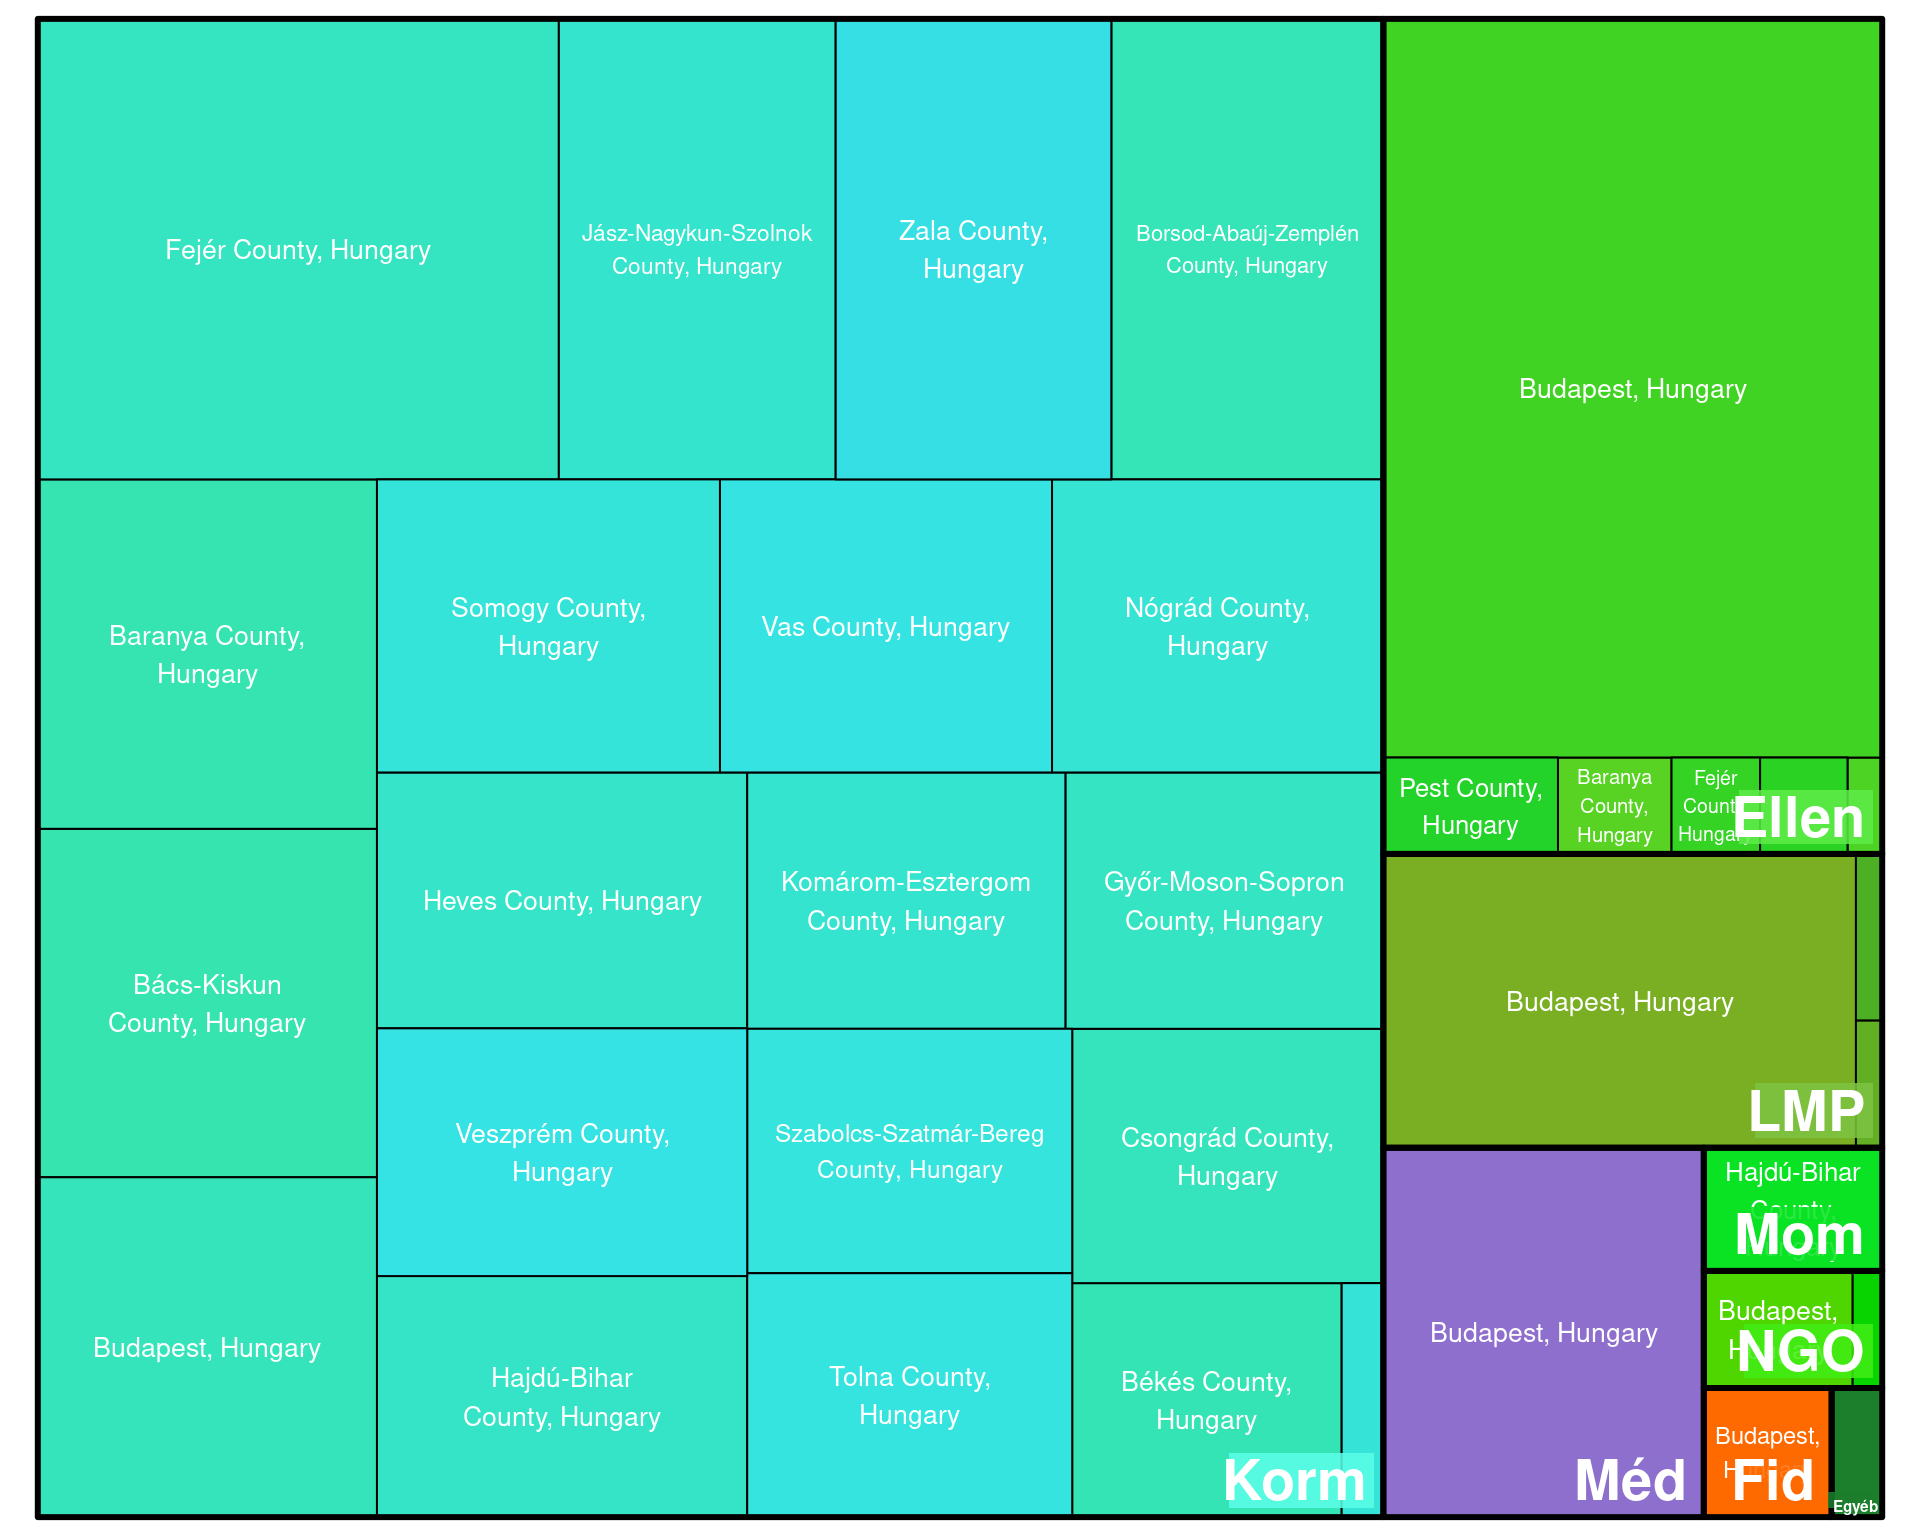 Fejér County, Hungary
Jász-Nagykun-Szolnok
County, Hungary
Zala County,
Hungary
Borsod-Abaúj-Zemplén
County, Hungary
Baranya County,
Hungary
Somogy County,
Hungary
Vas County, Hungary
Nógrád County,
Hungary
Bács-Kiskun
County, Hungary
Heves County, Hungary
Komárom-Esztergom
County, Hungary
Győr-Moson-Sopron
County, Hungary
Budapest, Hungary
Veszprém County,
Hungary
Szabolcs-Szatmár-Bereg
County, Hungary
Csongrád County,
Hungary
Hajdú-Bihar
County, Hungary
Tolna County,
Hungary
Békés County,
Hungary
Korm
Budapest, Hungary
Pest County,
Hungary
Baranya
County,
Hungary
Fejér
County,
Hungary
Ellen
Budapest, Hungary
LMP
Budapest, Hungary
Méd
Hajdú-Bihar
County,
Mom
Budapest,
NGO
Budapest,
Fid
Egyéb